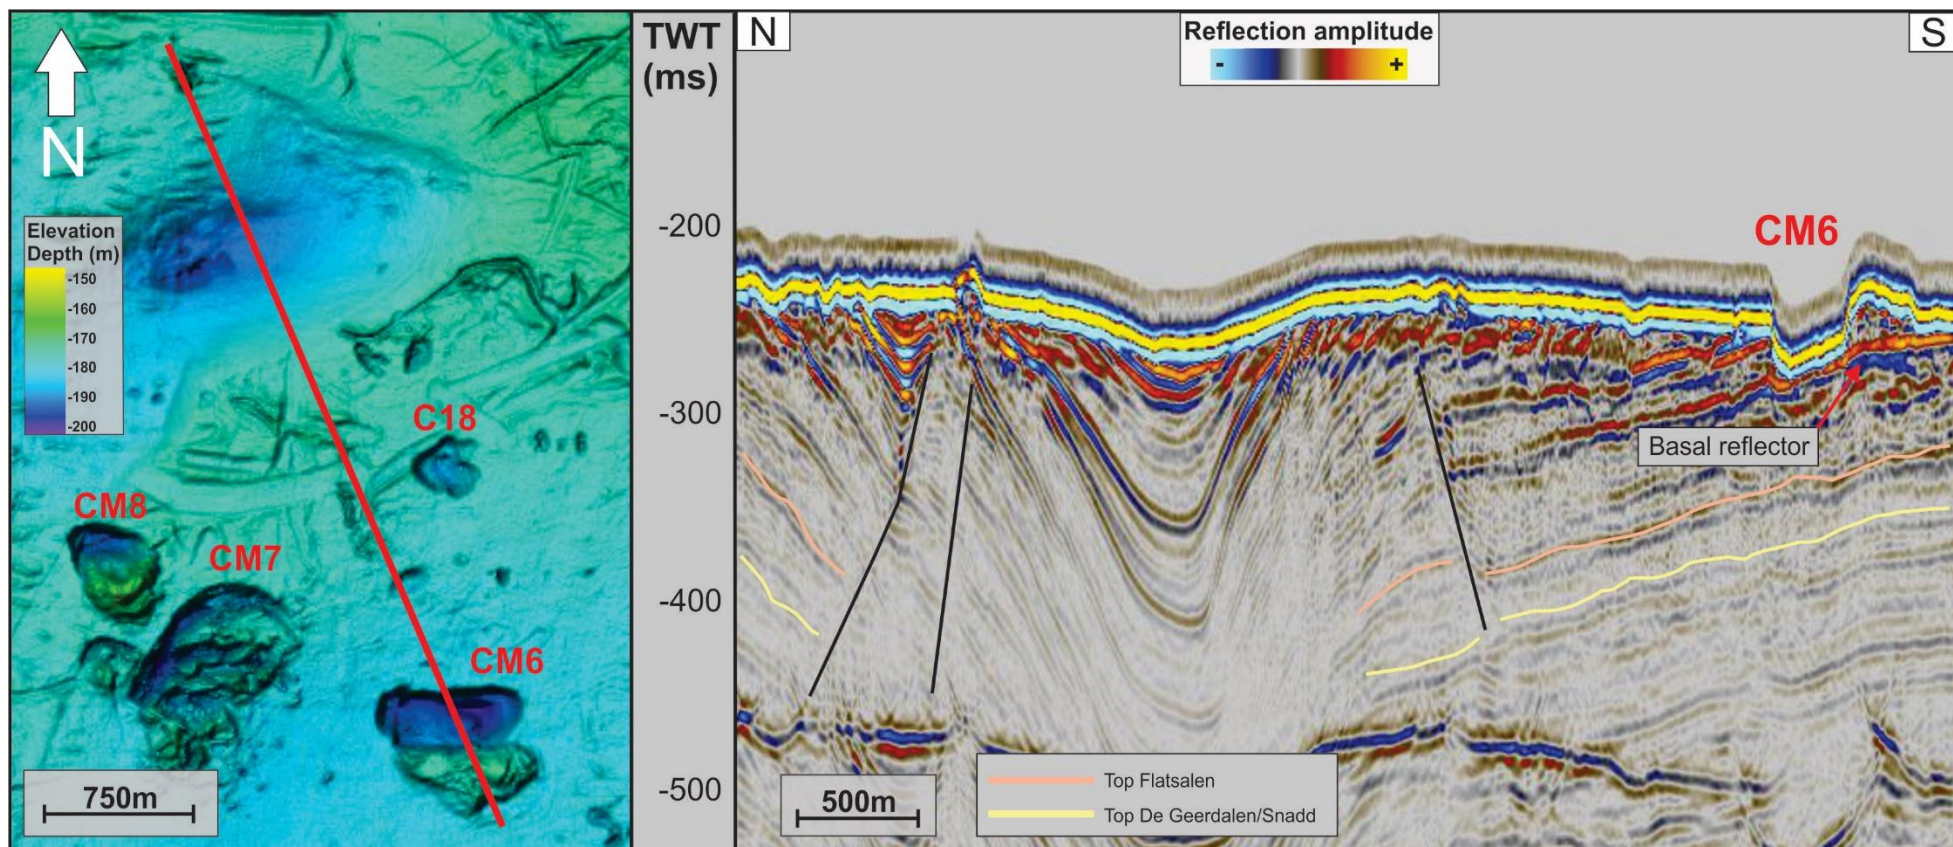 N
Elevation
Depth (m)
-150
-160
-170
-180
-190
-200
C18
CM8
CM7
CM6
750m
TWT
(ms)
-200
-300
-400
-500
N
Reflection amplitude
- +
S
CM6
Basal reflector
500m
Top Flatsalen
Top De Geerdalen/Snadd